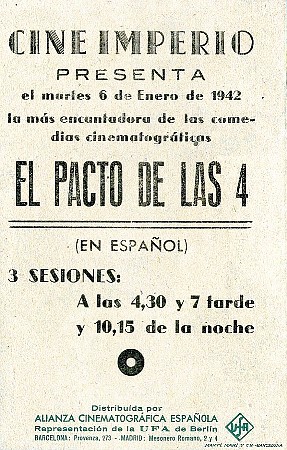 CINE IMPERIO
PRESENTA
el martes 6 de Enero de 1942
la más encantadora de las come-
dias cinematográficas
EL PACTO DE LAS 4
(EN ESPAÑOL)
3 SESIONES:
A las 4,30 y 7 tarde
y 10,15 de la noche
Distribuída por
ALIANZA CINEMATOGRÁFICA ESPAÑOLA
Representación de la UFA de Berlín
BARCELONA: Provenza, 273 - MADRID: Mesonero Romano, 2 y 4
UFA